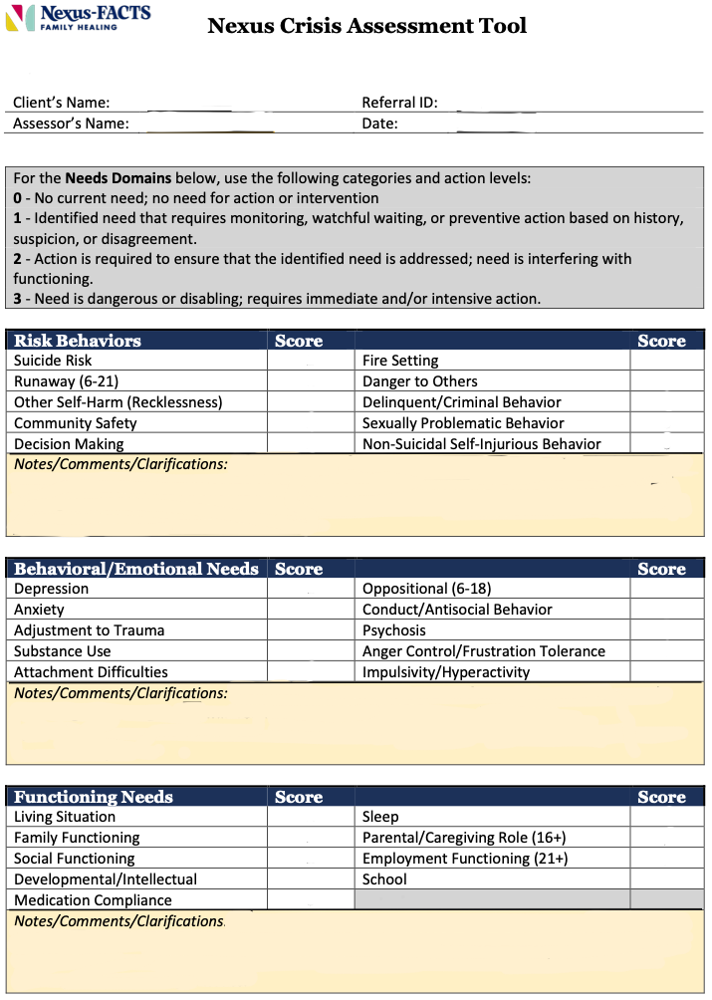 Nexus-FACTS
FAMILY HEALING
Nexus Crisis Assessment Tool
Client’s Name: Referral ID:
Assessor’s Name: Date:
For the Needs Domains below, use the following categories and action levels:
0 - No current need; no need for action or intervention
1 - Identified need that requires monitoring, watchful waiting, or preventive action based on history,
suspicion, or disagreement.
2 - Action is required to ensure that the identified need is addressed; need is interfering with
functioning.
3 - Need is dangerous or disabling; requires immediate and/or intensive action.
Risk Behaviors Score Score
Suicide Risk Fire Setting
Runaway (6-21) Danger to Others
Other Self-Harm (Recklessness) Delinquent/Criminal Behavior
Community Safety Sexually Problematic Behavior
Decision Making Non-Suicidal Self-Injurious Behavior
Notes/Comments/Clarifications:
Behavioral/Emotional Needs Score Score
Depression Oppositional (6-18)
Anxiety Conduct/Antisocial Behavior
Adjustment to Trauma Psychosis
Substance Use Anger Control/Frustration Tolerance
Attachment Difficulties Impulsivity/Hyperactivity
Notes/Comments/Clarifications:
Functioning Needs Score Score
Living Situation Sleep
Family Functioning Parental/Caregiving Role (16+)
Social Functioning Employment Functioning (21+)
Developmental/Intellectual School
Medication Compliance
Notes/Comments/Clarifications